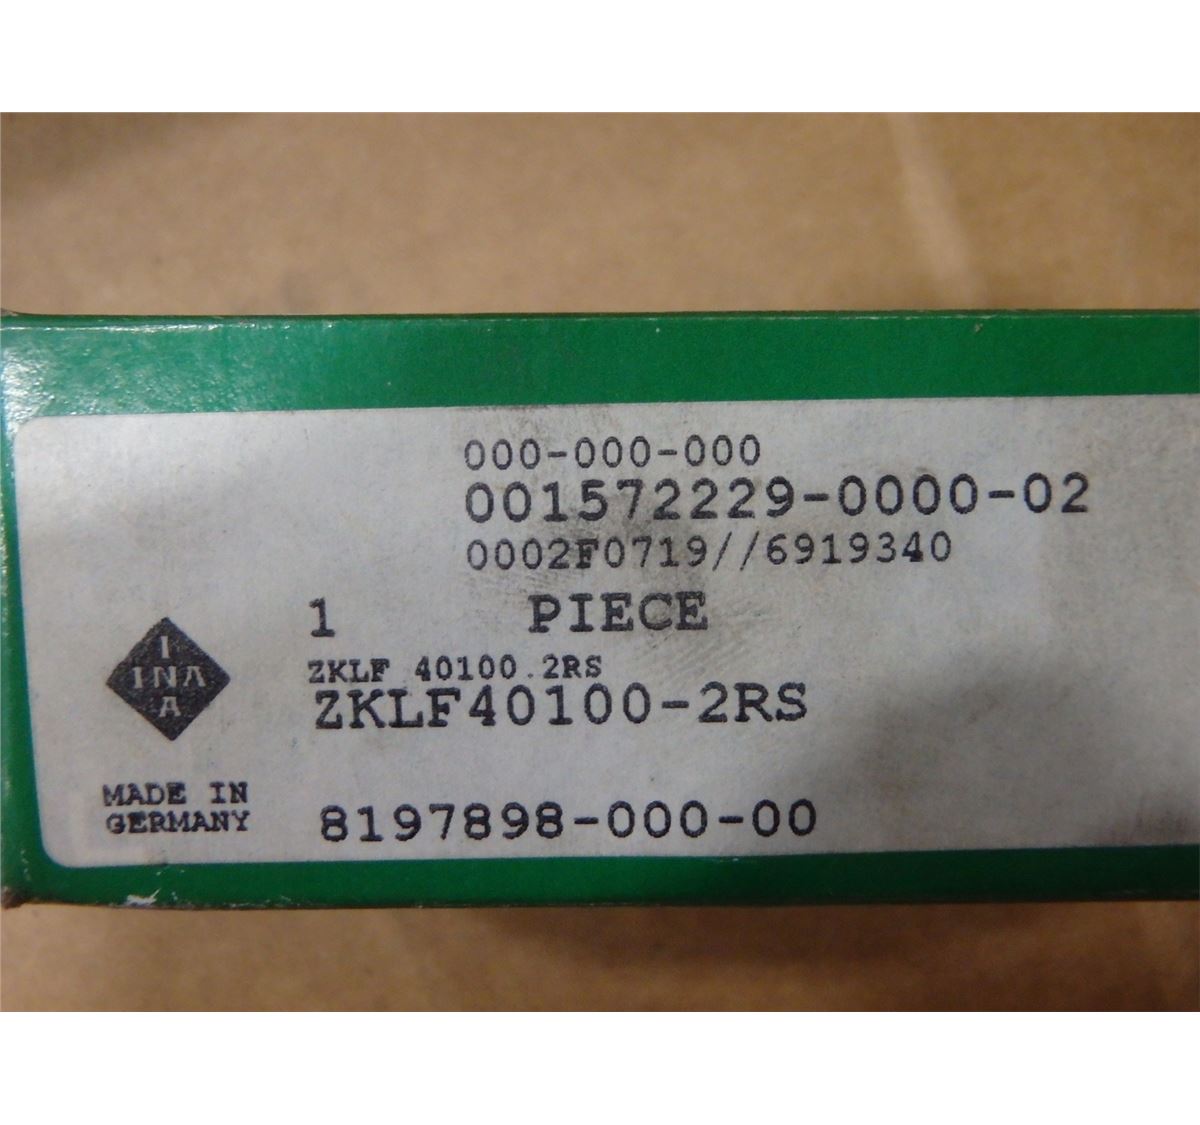 000-000-000
001572229-0000-02
0002F0719//6919340
1 PIECE
ZKLF 40100.2RS
ZKLF40100-2RS
I
INA
A
MADE IN
GERMANY
8197898-000-00